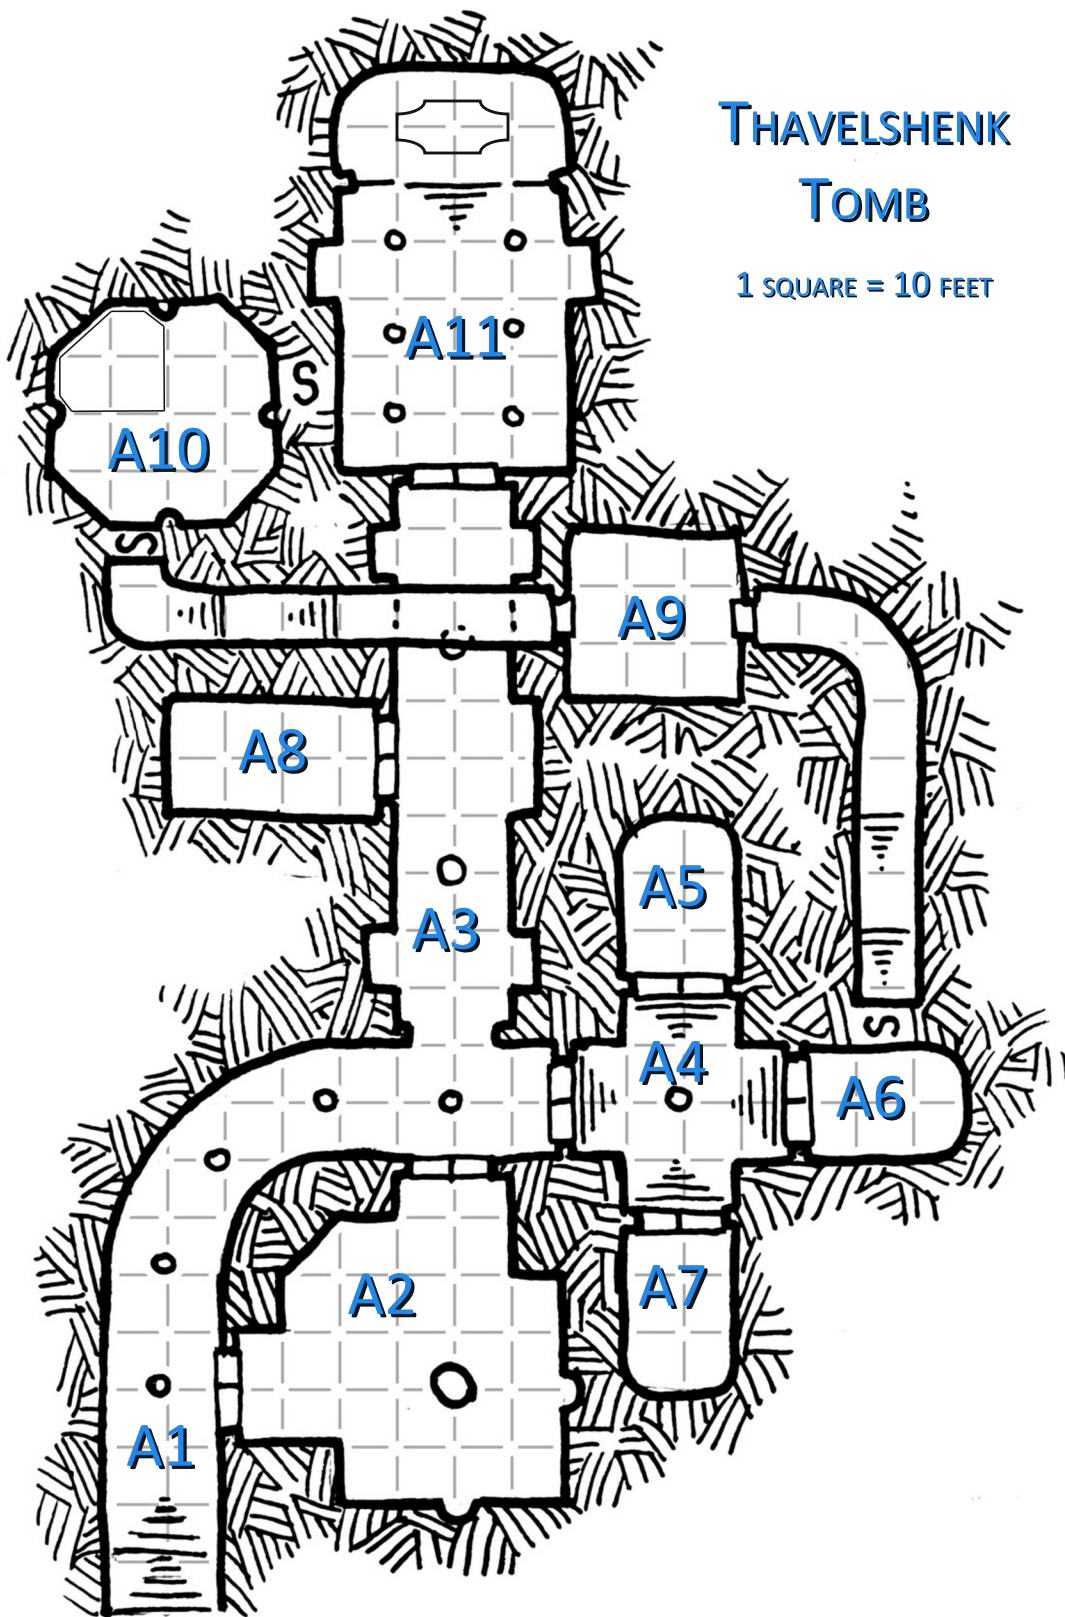 THAVELSHENK
TOMB
1 SQUARE = 10 FEET
A11
S
A10
S
A9
A8
A5
A3
S
A4
A6
A2
A7
A1